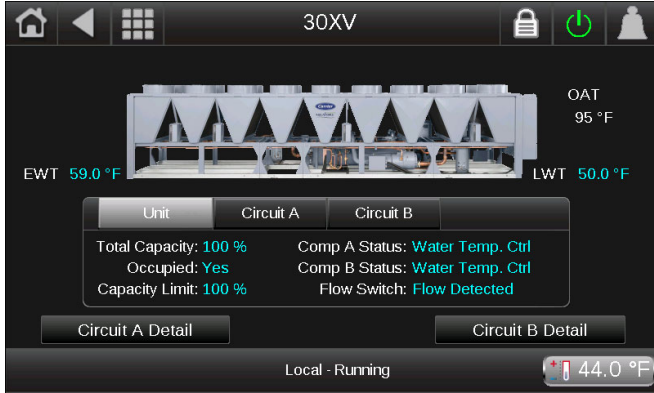 30XV
OAT
95 °F
EWT 59.0 °F
LWT 50.0 °F
Unit
Circuit A
Circuit B
Total Capacity: 100 %
Comp A Status: Water Temp. Ctrl
Occupied: Yes
Comp B Status: Water Temp. Ctrl
Capacity Limit: 100 %
Flow Switch: Flow Detected
Circuit A Detail
Circuit B Detail
Local - Running
44.0 °F